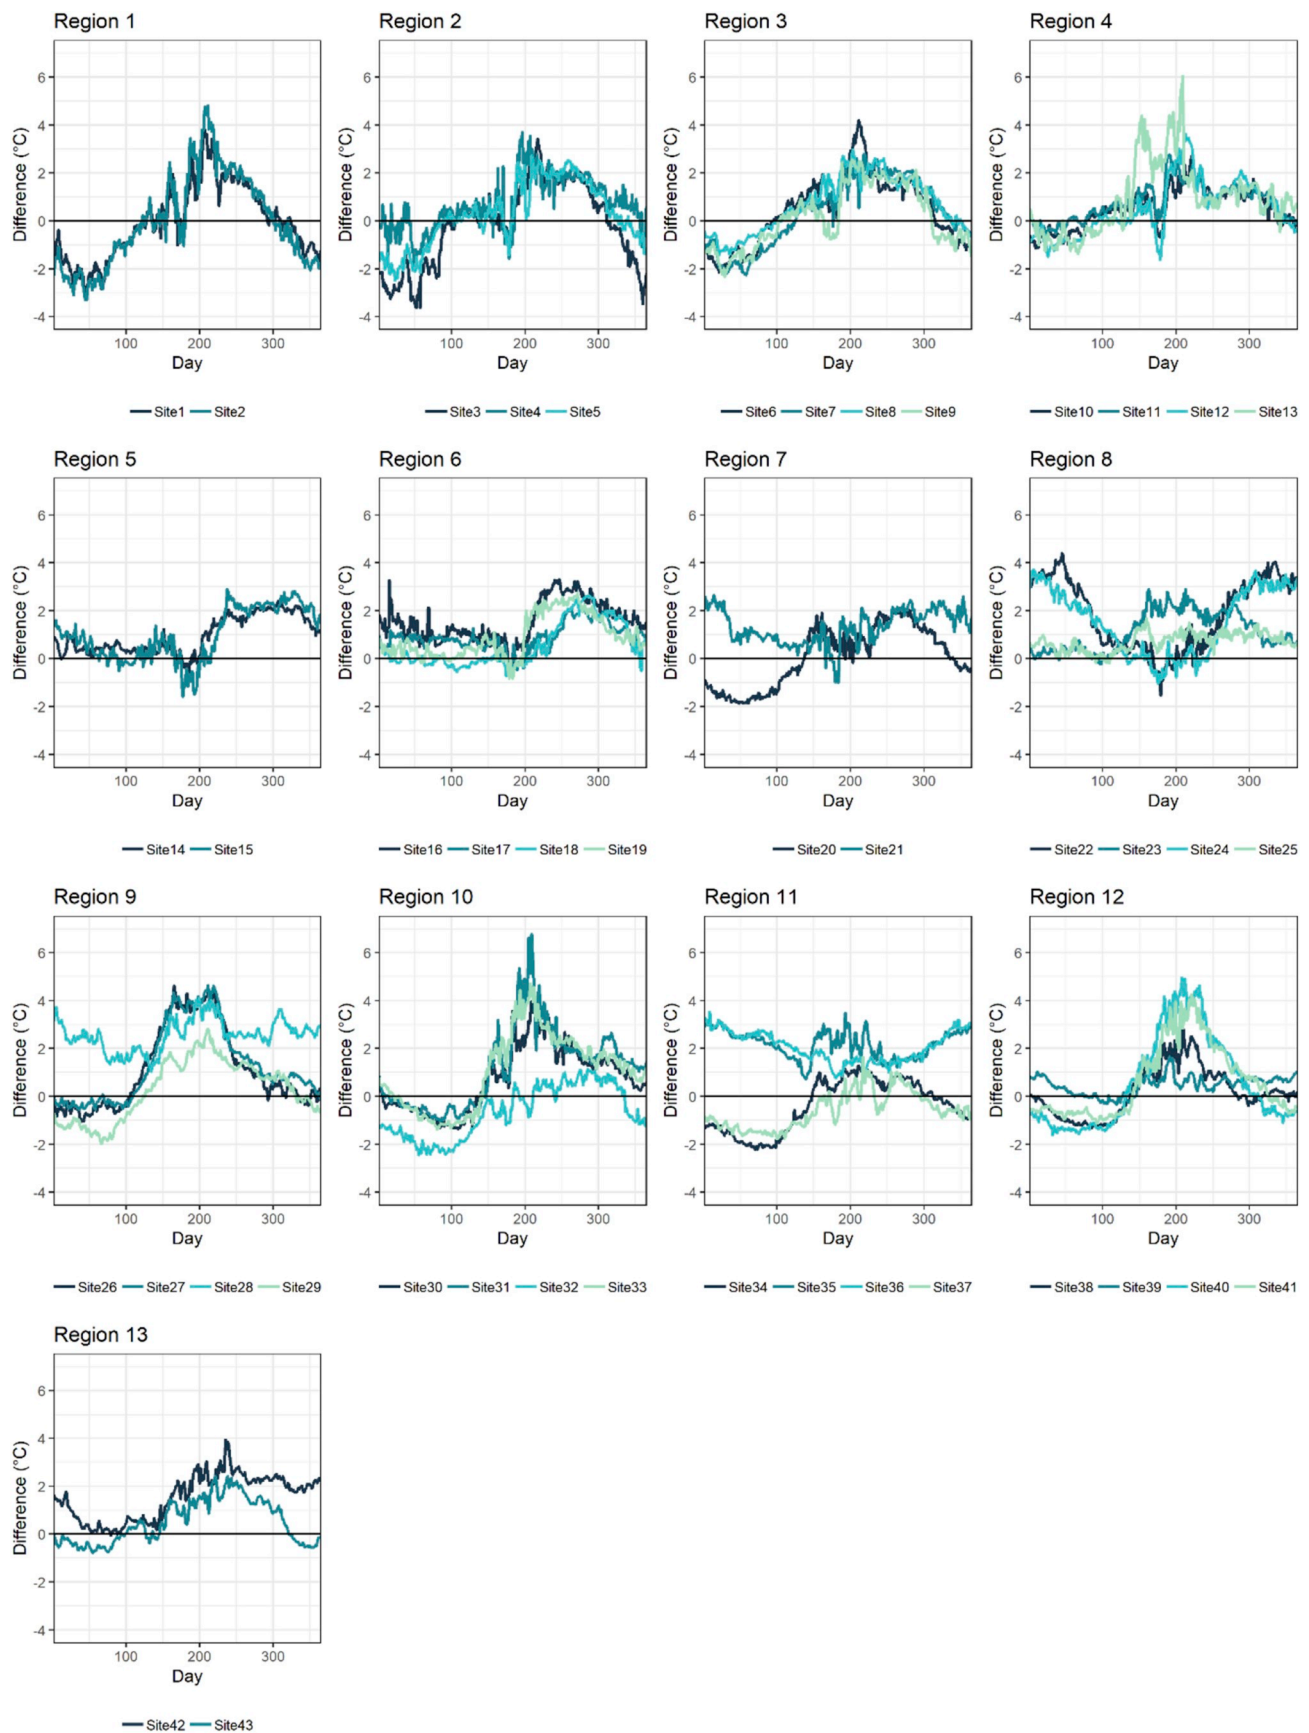 Region 1
Region 2
Region 3
Region 4
Difference (°C)
6
4
2
0
-2
-4
100
200
300
Day
Difference (°C)
6
4
2
0
-2
-4
100
200
300
Day
Difference (°C)
6
4
2
0
-2
-4
100
200
300
Day
Difference (°C)
6
4
2
0
-2
-4
100
200
300
Day
Site1 Site2
Site3 Site4 Site5
Site6 Site7 Site8 Site9
Site10 Site11 Site12 Site13
Region 5
Region 6
Region 7
Region 8
Difference (°C)
6
4
2
0
-2
-4
100
200
300
Day
Difference (°C)
6
4
2
0
-2
-4
100
200
300
Day
Difference (°C)
6
4
2
0
-2
-4
100
200
300
Day
Difference (°C)
6
4
2
0
-2
-4
100
200
300
Day
Site14 Site15
Site16 Site17 Site18 Site19
Site20 Site21
Site22 Site23 Site24 Site25
Region 9
Region 10
Region 11
Region 12
Difference (°C)
6
4
2
0
-2
-4
100
200
300
Day
Difference (°C)
6
4
2
0
-2
-4
100
200
300
Day
Difference (°C)
6
4
2
0
-2
-4
100
200
300
Day
Difference (°C)
6
4
2
0
-2
-4
100
200
300
Day
Site26 Site27 Site28 Site29
Site30 Site31 Site32 Site33
Site34 Site35 Site36 Site37
Site38 Site39 Site40 Site41
Region 13
Difference (°C)
6
4
2
0
-2
-4
100
200
300
Day
Site42 Site43